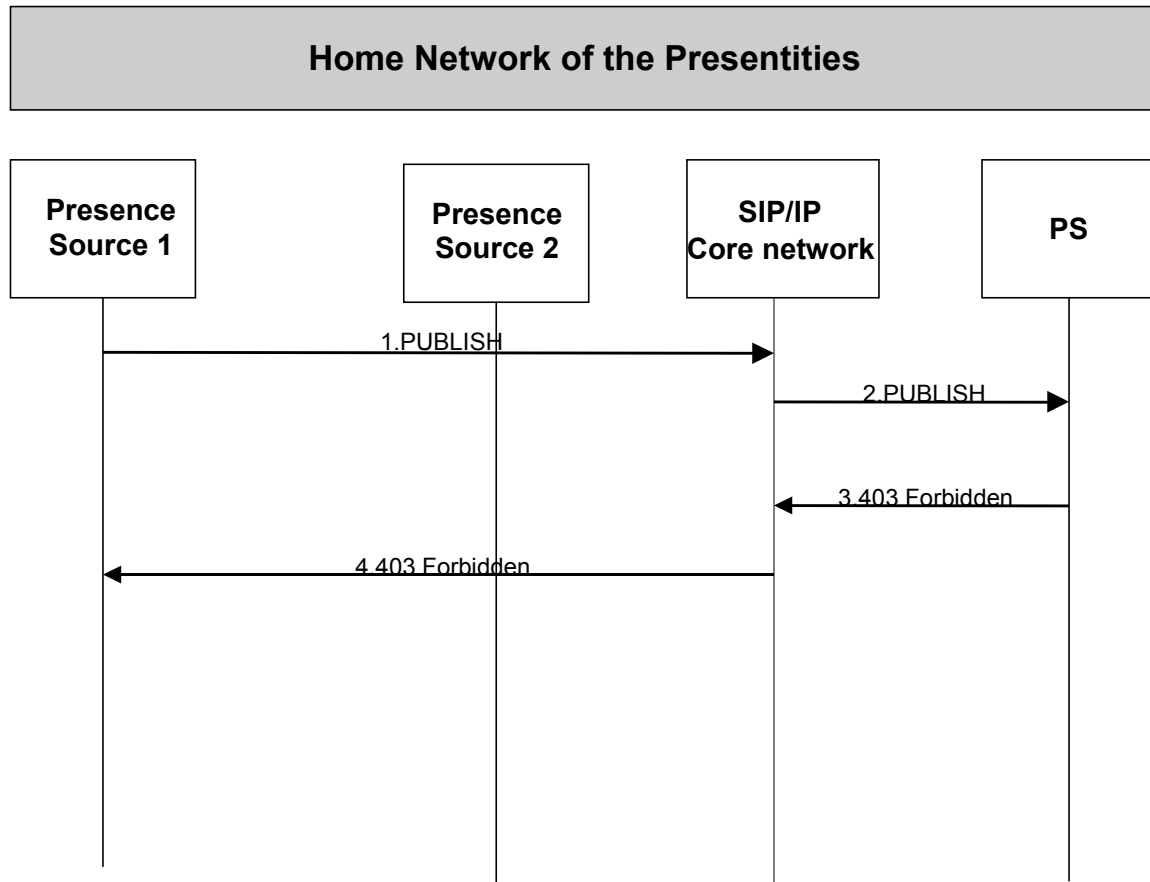 Home Network of the Presentities
Presence
Source 1
Presence
Source 2
SIP/IP
Core network
PS
1.PUBLISH
2.PUBLISH
3.403 Forbidden
4.403 Forbidden